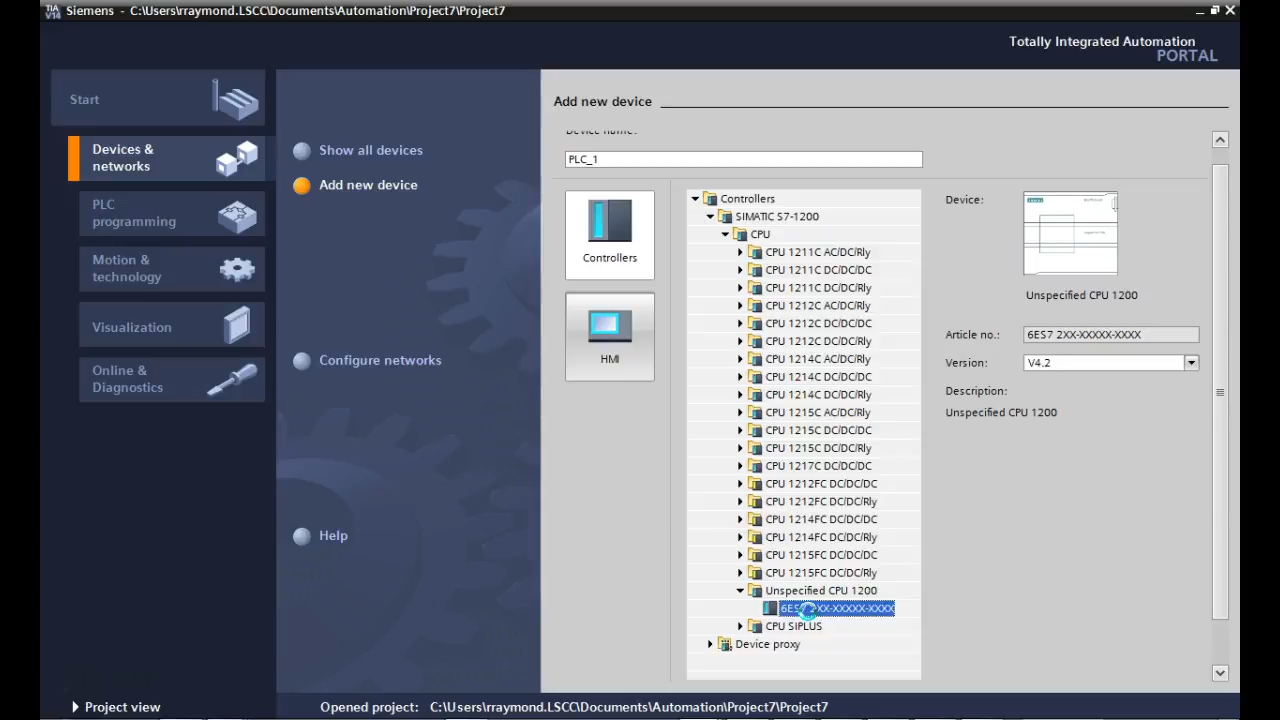 TIA V14
Siemens - C:\Users\rraymond.LSCC\Documents\Automation\Project7\Project7
Totally Integrated Automation
PORTAL
Start
Devices &
networks
PLC
programming
Motion &
technology
Visualization
Online &
Diagnostics
Show all devices
Add new device
Configure networks
Help
Add new device
Device name:
PLC_1
Controllers
HMI
Controllers
SIMATIC S7-1200
CPU
CPU 1211C AC/DC/Rly
CPU 1211C DC/DC/DC
CPU 1211C DC/DC/Rly
CPU 1212C AC/DC/Rly
CPU 1212C DC/DC/DC
CPU 1212C DC/DC/Rly
CPU 1214C AC/DC/Rly
CPU 1214C DC/DC/DC
CPU 1214C DC/DC/Rly
CPU 1215C AC/DC/Rly
CPU 1215C DC/DC/DC
CPU 1215C DC/DC/Rly
CPU 1217C DC/DC/DC
CPU 1212FC DC/DC/DC
CPU 1212FC DC/DC/Rly
CPU 1214FC DC/DC/DC
CPU 1214FC DC/DC/Rly
CPU 1215FC DC/DC/DC
CPU 1215FC DC/DC/Rly
Unspecified CPU 1200
6ES7 2XX-XXXXX-XXXX
CPU SIPLUS
Device proxy
Device:
Unspecified CPU 1200
Article no.:
6ES7 2XX-XXXXX-XXXX
Version:
V4.2
Description:
Unspecified CPU 1200
Project view
Opened project: C:\Users\rraymond.LSCC\Documents\Automation\Project7\Project7